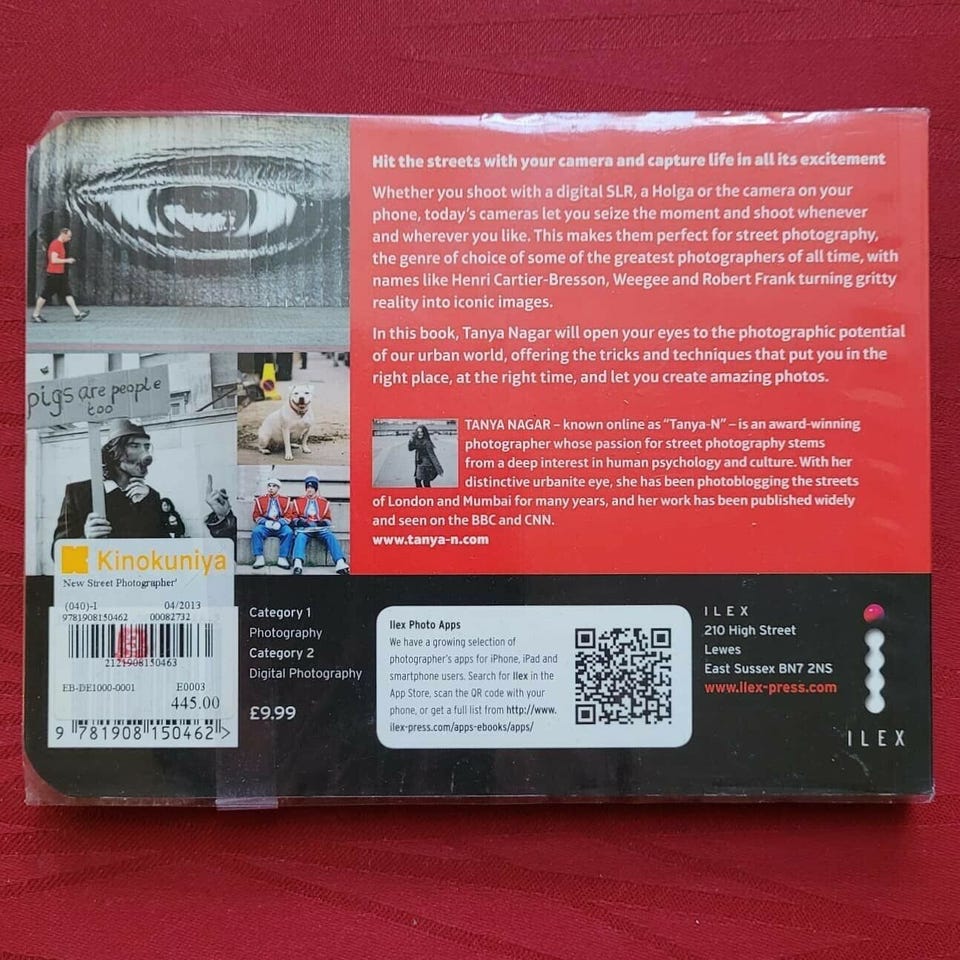 Hit the streets with your camera and capture life in all its excitement
Whether you shoot with a digital SLR, a Holga or the camera on your
phone, today's cameras let you seize the moment and shoot whenever
and wherever you like. This makes them perfect for street photography,
the genre of choice of some of the greatest photographers of all time, with
names like Henri Cartier-Bresson, Weegee and Robert Frank turning gritty
reality into iconic images.
In this book, Tanya Nagar will open your eyes to the photographic potential
of our urban world, offering the tricks and techniques that put you in the
right place, at the right time, and let you create amazing photos.
TANYA NAGAR – known online as "Tanya-N" – is an award-winning
photographer whose passion for street photography stems
from a deep interest in human psychology and culture. With her
distinctive urbanite eye, she has been photoblogging the streets
of London and Mumbai for many years, and her work has been published widely
and seen on the BBC and CNN.
www.tanya-n.com
pigs are people
too
Kinokuniya
New Street Photographer'
(040)-I 04/2013
9781908150462 00082732
2121908150463
EB-DE1000-0001 E0003
445.00
9 781908 150462 >
Category 1
Photography
Category 2
Digital Photography
£9.99
Ilex Photo Apps
We have a growing selection of
photographer's apps for iPhone, iPad and
smartphone users. Search for Ilex in the
App Store, scan the QR code with your
phone, or get a full list from http://www.
ilex-press.com/apps-ebooks/apps/
ILEX
210 High Street
Lewes
East Sussex BN7 2NS
www.ilex-press.com
ILEX